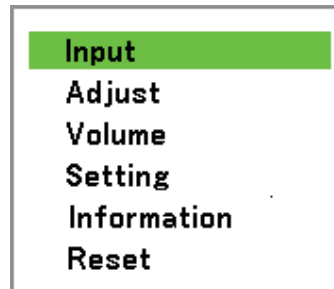 Input
Adjust
Volume
Setting
Information
Reset